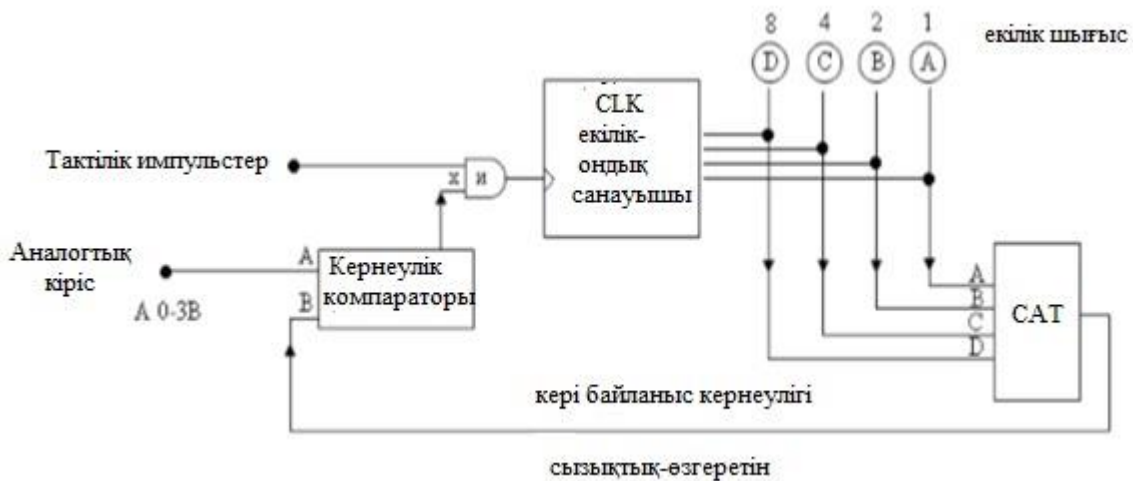 8 4 2 1
екілік шығыс
D C B A
CLK
екілік-
ондық
санауышы
Тактілік импульстер
х и
Аналогтық
кіріс
A 0-3В
A
B
Кернеулік
компараторы
A
B
C
D
САТ
кері байланыс кернеулігі
сызықтық-өзгеретін